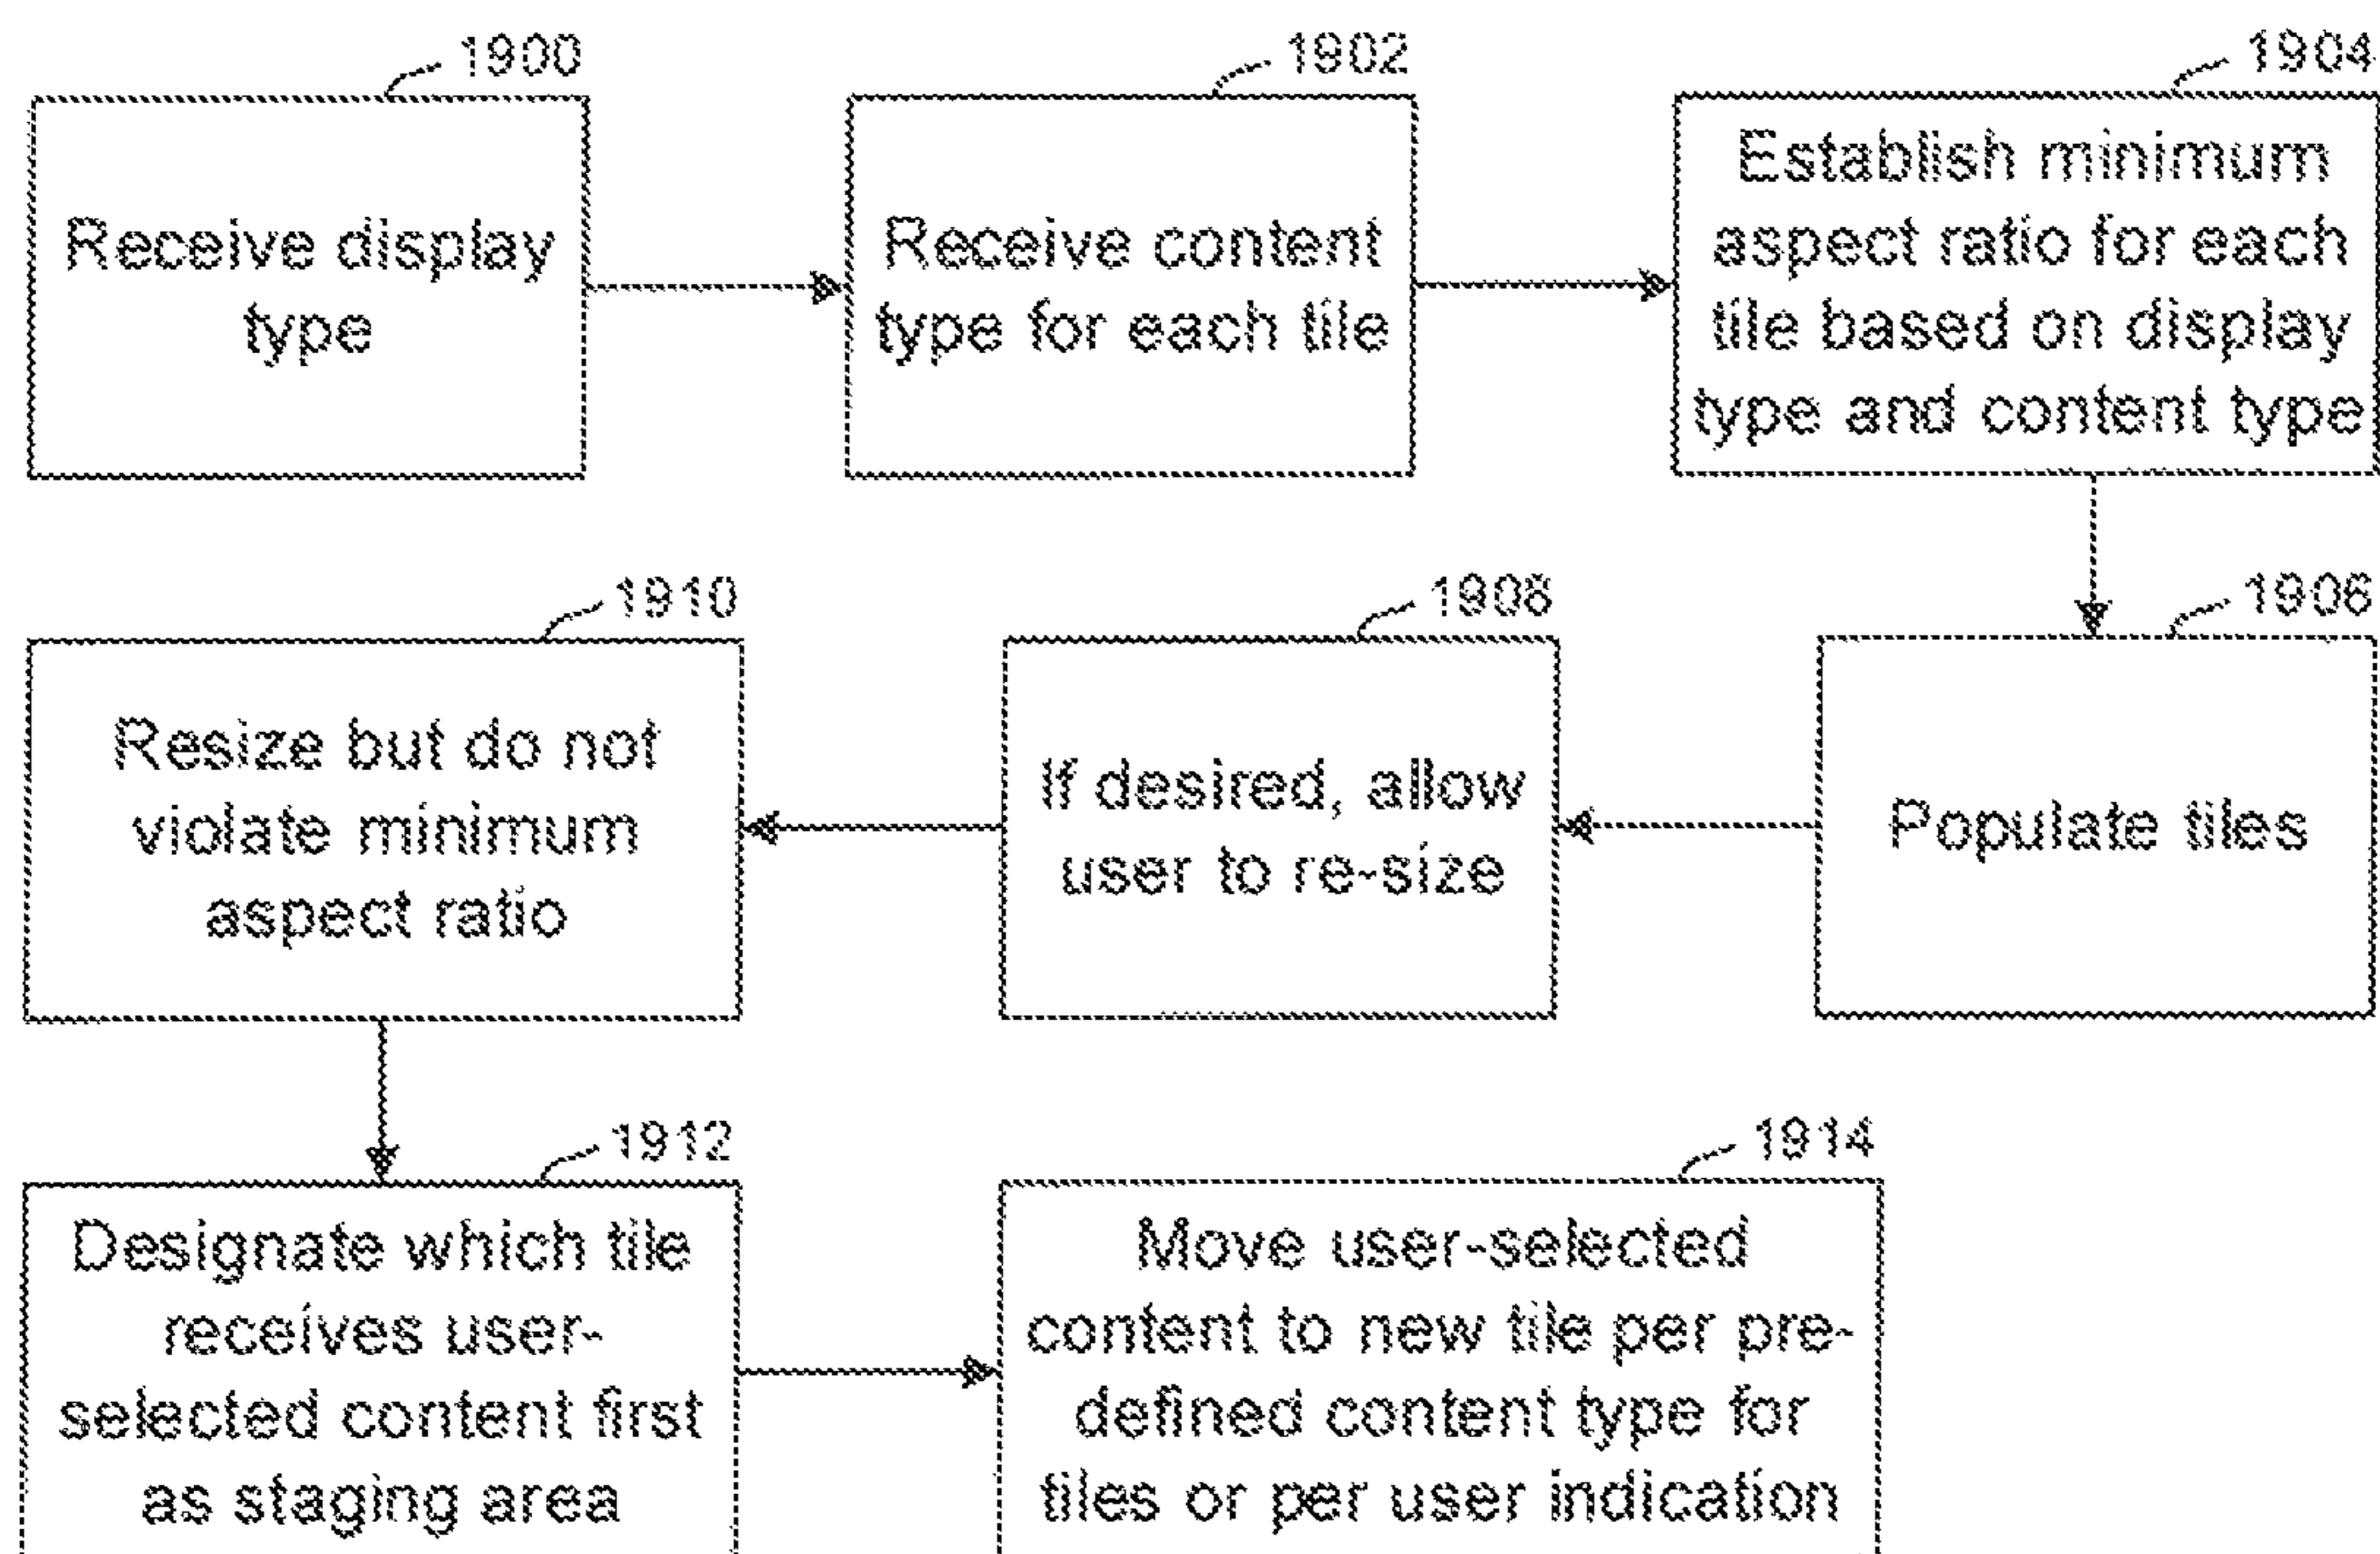 1900
Receive display
type
1902
Receive content
type for each tile
1904
Establish minimum
aspect ratio for each
tile based on display
type and content type
1906
Populate tiles
1908
If desired, allow
user to re-size
1910
Resize but do not
violate minimum
aspect ratio
1912
Designate which tile
receives user-
selected content first
as staging area
1914
Move user-selected
content to new tile per pre-
defined content type for
tiles or per user indication